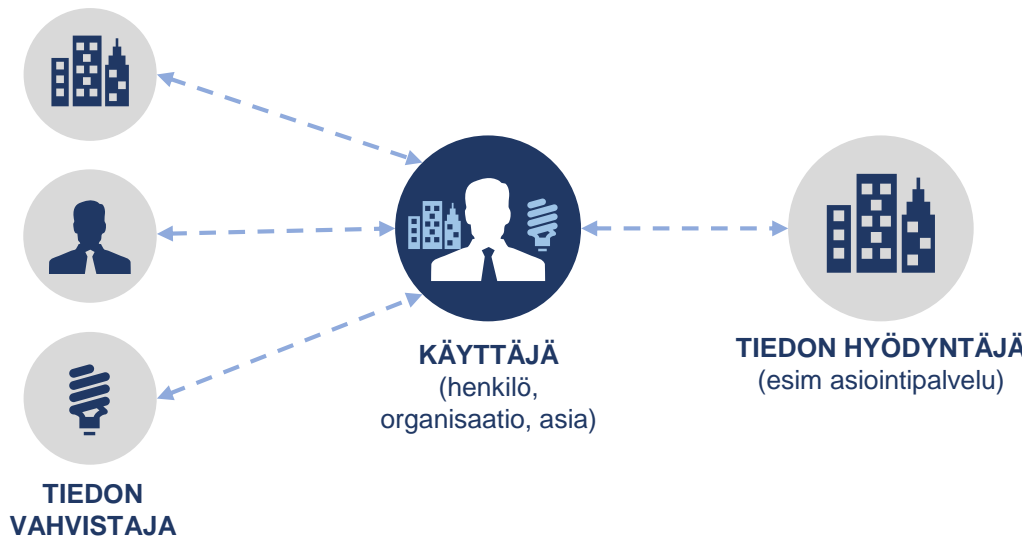 KÄYTTÄJÄ
(henkilö,
organisaatio, asia)
TIEDON HYÖDYNTÄJÄ
(esim asiointipalvelu)
TIEDON
VAHVISTAJA